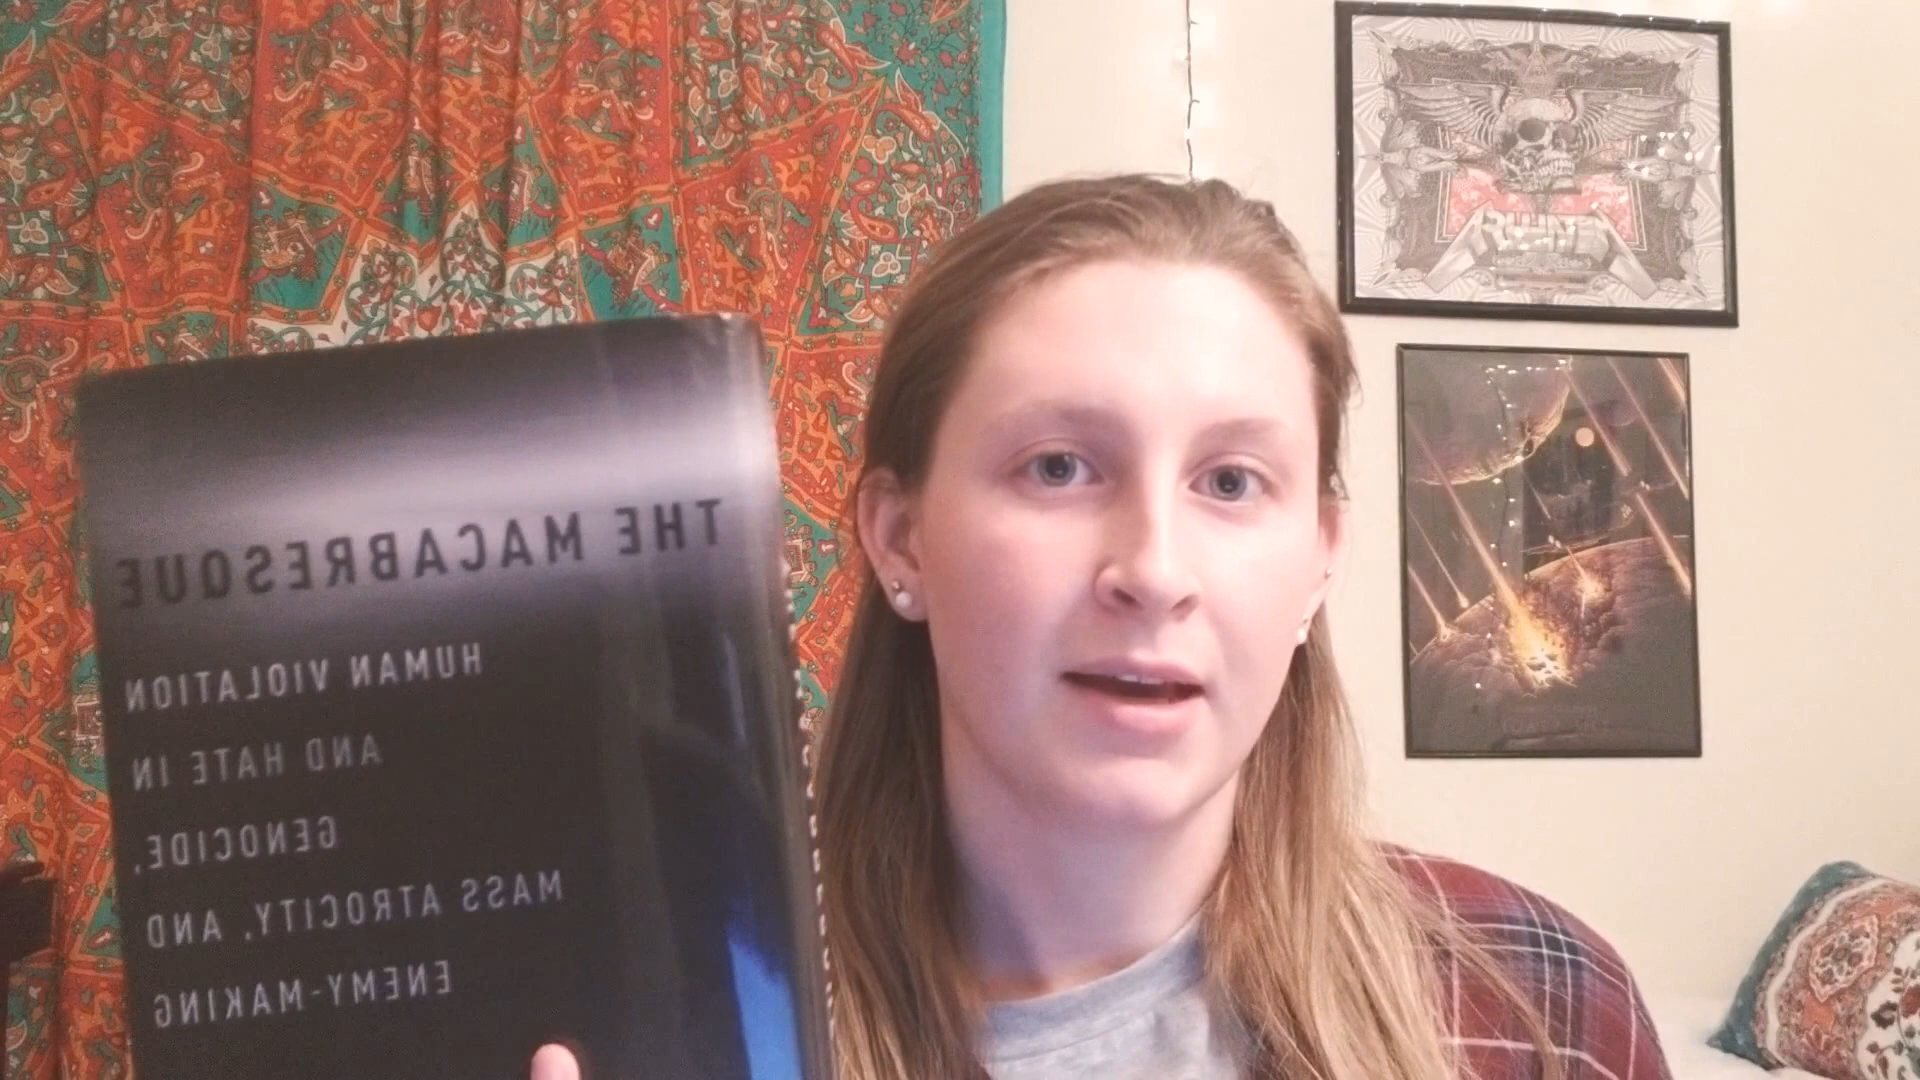 THE MACABRESQUE
HUMAN VIOLATION
AND HATE IN
GENOCIDE,
MASS ATROCITY, AND
ENEMY-MAKING